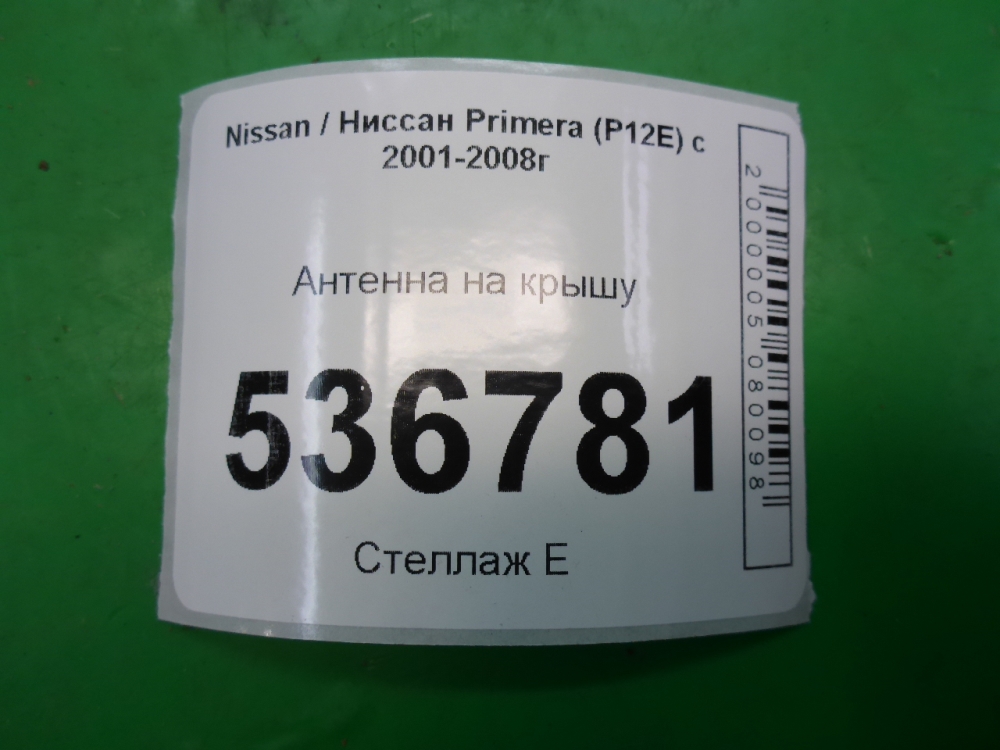 Nissan / Ниссан Primera (P12E) с
2001-2008г
Антенна на крышу
536781
Стеллаж Е
2000005080098